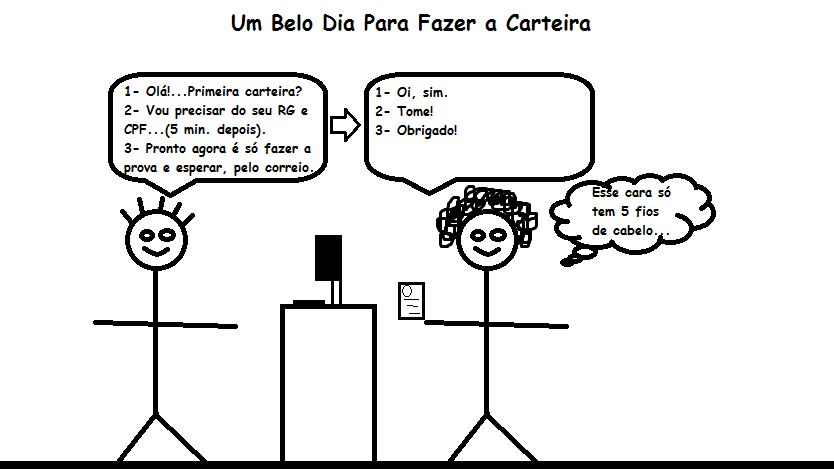 Um Belo Dia Para Fazer a Carteira
1- Olá!...Primeira carteira?
2- Vou precisar do seu RG e
CPF...(5 min. depois).
3- Pronto agora é só fazer a
prova e esperar, pelo correio.
1- Oi, sim.
2- Tome!
3- Obrigado!
Esse cara só
tem 5 fios
de cabelo...